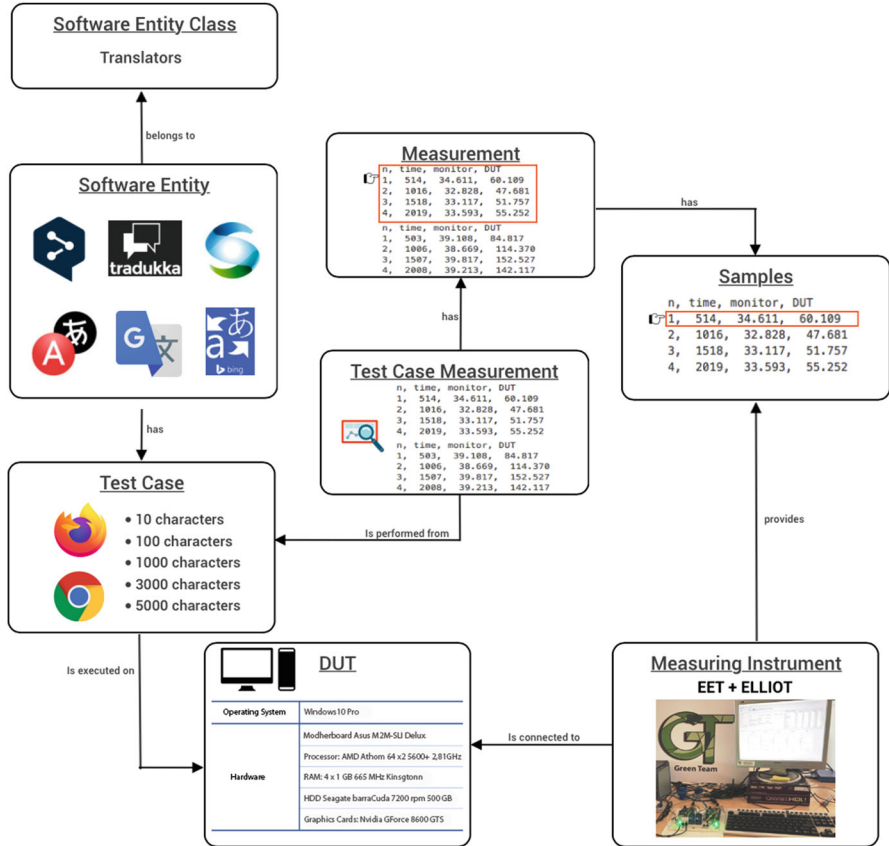 Software Entity Class
Translators
belongs to
Software Entity
tradukka
A あ
G 文
あ
a
bing
has
Test Case
• 10 characters
• 100 characters
• 1000 characters
• 3000 characters
• 5000 characters
Measurement
n, time, monitor, DUT
1, 514, 34.611, 60.109
2, 1016, 32.828, 47.681
3, 1518, 33.117, 51.757
4, 2019, 33.593, 55.252
n, time, monitor, DUT
1, 503, 39.108, 84.817
2, 1006, 38.669, 114.370
3, 1507, 39.817, 152.527
4, 2008, 39.213, 142.117
has
Samples
n, time, monitor, DUT
1, 514, 34.611, 60.109
2, 1016, 32.828, 47.681
3, 1518, 33.117, 51.757
4, 2019, 33.593, 55.252
has
Test Case Measurement
n, time, monitor, DUT
1, 514, 34.611, 60.109
2, 1016, 32.828, 47.681
3, 1518, 33.117, 51.757
4, 2019, 33.593, 55.252
n, time, monitor, DUT
1, 503, 39.108, 84.817
2, 1006, 38.669, 114.370
3, 1507, 39.817, 152.527
4, 2008, 39.213, 142.117
Is performed from
provides
Is executed on
DUT
Operating System Windows10 Pro
Hardware
Modherboard Asus M2M-SLI Delux
Processor: AMD Athom 64 x2 5600+ 2,81GHz
RAM: 4 x 1 GB 665 MHz Kinsgtonn
HDD Seagate barraCuda 7200 rpm 500 GB
Graphics Cards: Nvidia GForce 8600 GTS
Is connected to
Measuring Instrument
EET + ELLIOT
GT
Green Team